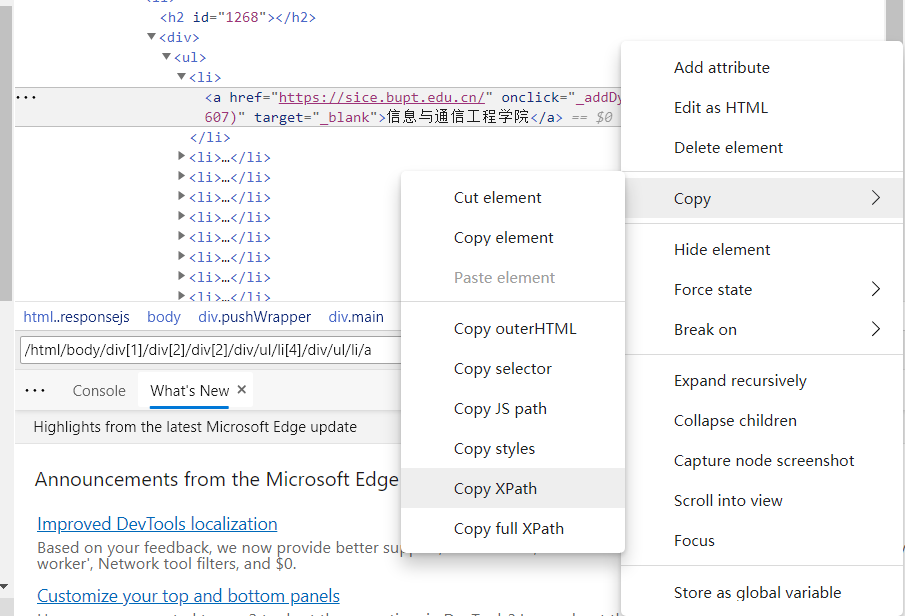 <h2 id="1268"></h2>
▼<div>
▼<ul>
▼<li>
<a href="https://sice.bupt.edu.cn/" onclick="_addDy
607)" target="_blank">信息与通信工程学院</a> == $0
</li>
▶<li>…</li>
▶<li>…</li>
▶<li>…</li>
▶<li>…</li>
▶<li>…</li>
▶<li>…</li>
▶<li>…</li>
▶<li>…</li>
html..responsejs body div.pushWrapper div.main
/html/body/div[1]/div[2]/div[2]/div/ul/li[4]/div/ul/li/a
Console What's New ×
Highlights from the latest Microsoft Edge update
Announcements from the Microsoft Edge
Improved DevTools localization
Based on your feedback, we now provide better
worker', Network tool filters, and $0.
Customize your top and bottom panels
Cut element
Copy element
Paste element
Copy outerHTML
Copy selector
Copy JS path
Copy styles
Copy XPath
Copy full XPath
Add attribute
Edit as HTML
Delete element
Copy
Hide element
Force state
Break on
Expand recursively
Collapse children
Capture node screenshot
Scroll into view
Focus
Store as global variable